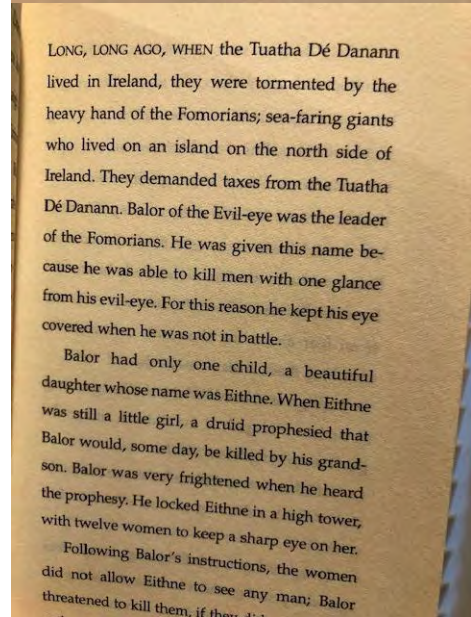 LONG, LONG AGO, WHEN the Tuatha Dé Danann
lived in Ireland, they were tormented by the
heavy hand of the Fomorians; sea-faring giants
who lived on an island on the north side of
Ireland. They demanded taxes from the Tuatha
Dé Danann. Balor of the Evil-eye was the leader
of the Fomorians. He was given this name be-
cause he was able to kill men with one glance
from his evil-eye. For this reason he kept his eye
covered when he was not in battle.
Balor had only one child, a beautiful
daughter whose name was Eithne. When Eithne
was still a little girl, a druid prophesied that
Balor would, some day, be killed by his grand-
son. Balor was very frightened when he heard
the prophesy. He locked Eithne in a high tower,
with twelve women to keep a sharp eye on her.
Following Balor's instructions, the women
did not allow Eithne to see any man; Balor
threatened to kill them, if they